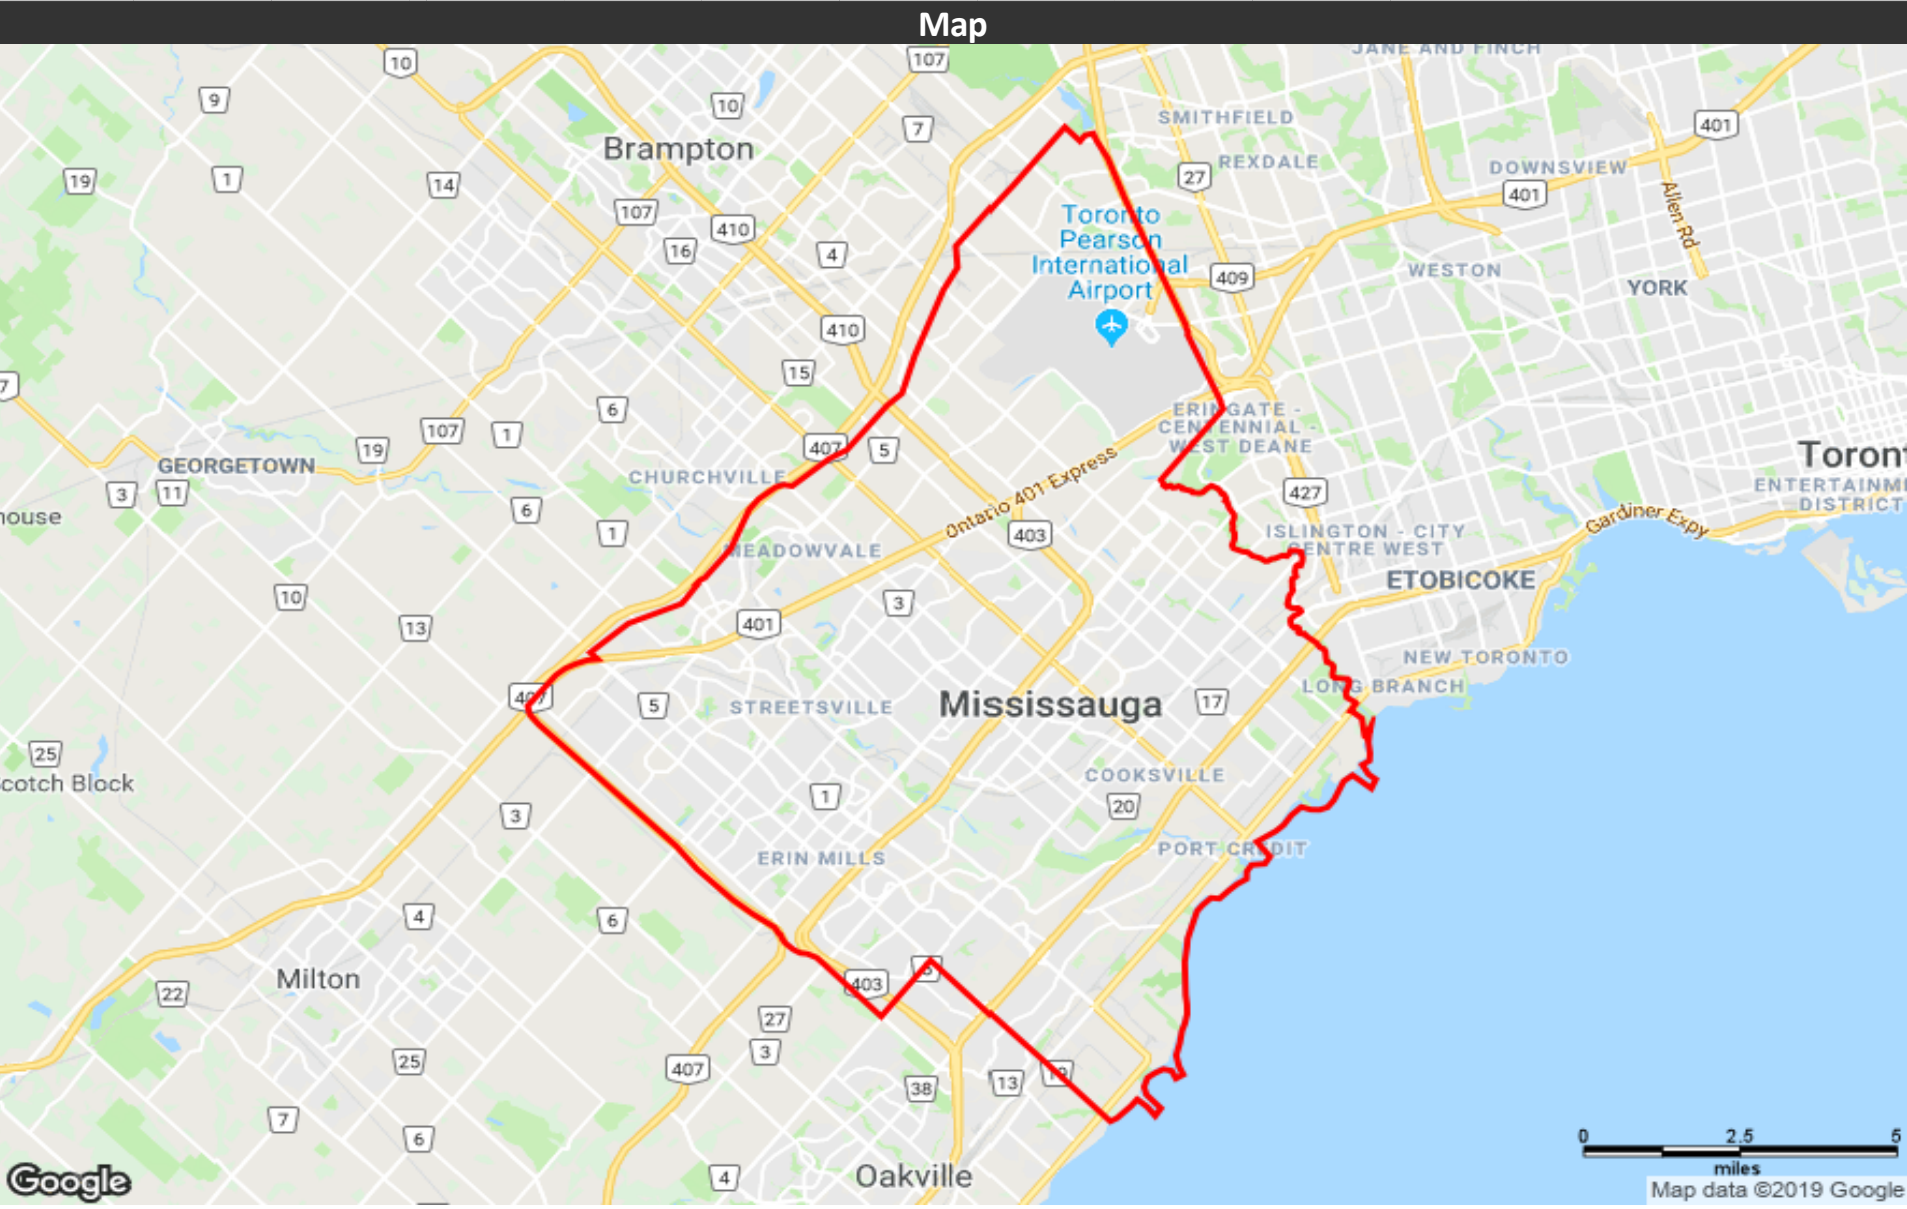 Map
JANE AND FINCH
10
107
9
10
7
SMITHFIELD
401
Brampton
REXDALE
DOWNSVIEW
19
1
14
27
401
Allen Rd
107
410
16
4
Toronto
Pearson
International
Airport
409
WESTON
YORK
410
15
7
6
107
1
19
407
5
ERINGATE -
CENTENNIAL -
WEST DEANE
GEORGETOWN
CHURCHVILLE
Ontario 401 Express
3
11
6
427
Toront
ENTERTAINME
DISTRICT
house
1
403
ISLINGTON - CITY
CENTRE WEST
Gardiner Expy
MEADOWVALE
ETOBICOKE
10
3
13
401
NEW TORONTO
LONG BRANCH
407
5
STREETSVILLE
Mississauga
17
25
cotch Block
COOKSVILLE
1
20
3
PORT CREDIT
ERIN MILLS
4
6
Milton
22
403
27
3
25
407
38
13
19
7
6
4
Oakville
0 2.5 5
miles
Google
Map data ©2019 Google